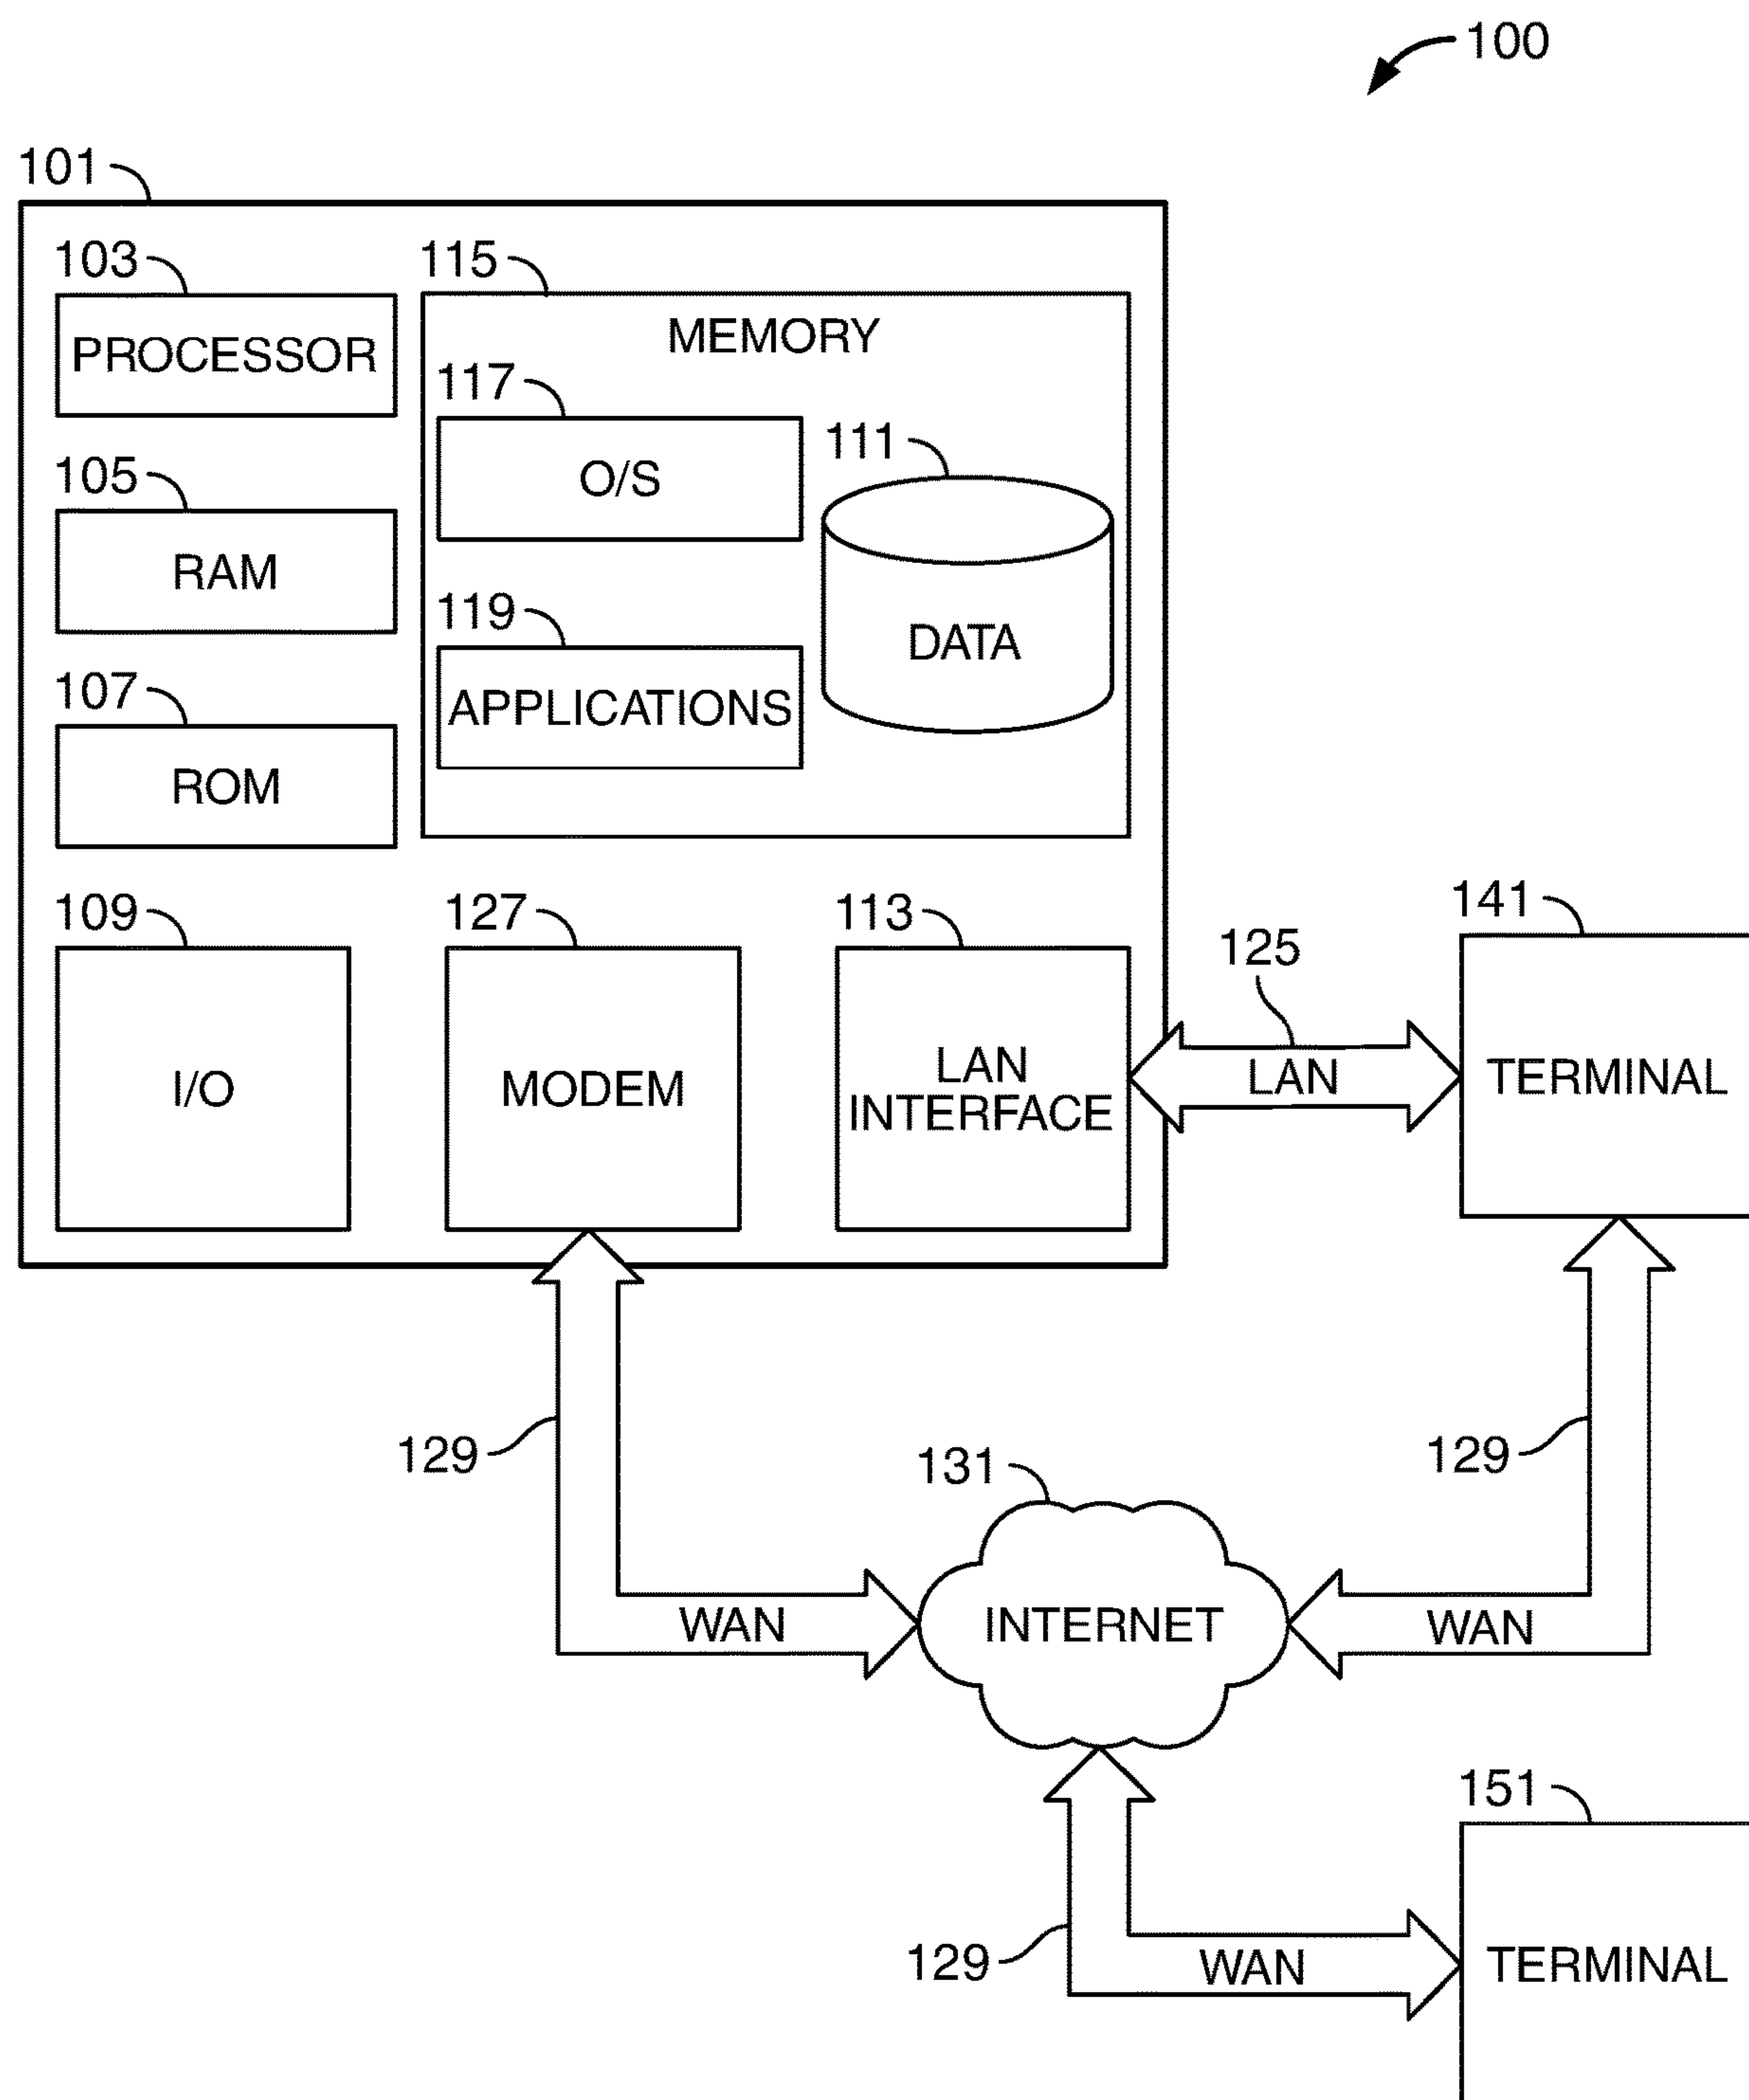 100
101
103
PROCESSOR
115
MEMORY
117
O/S
111
DATA
105
RAM
119
APPLICATIONS
107
ROM
109
I/O
127
MODEM
113
LAN
INTERFACE
125
LAN
141
TERMINAL
129
WAN
131
INTERNET
129
WAN
129
WAN
151
TERMINAL